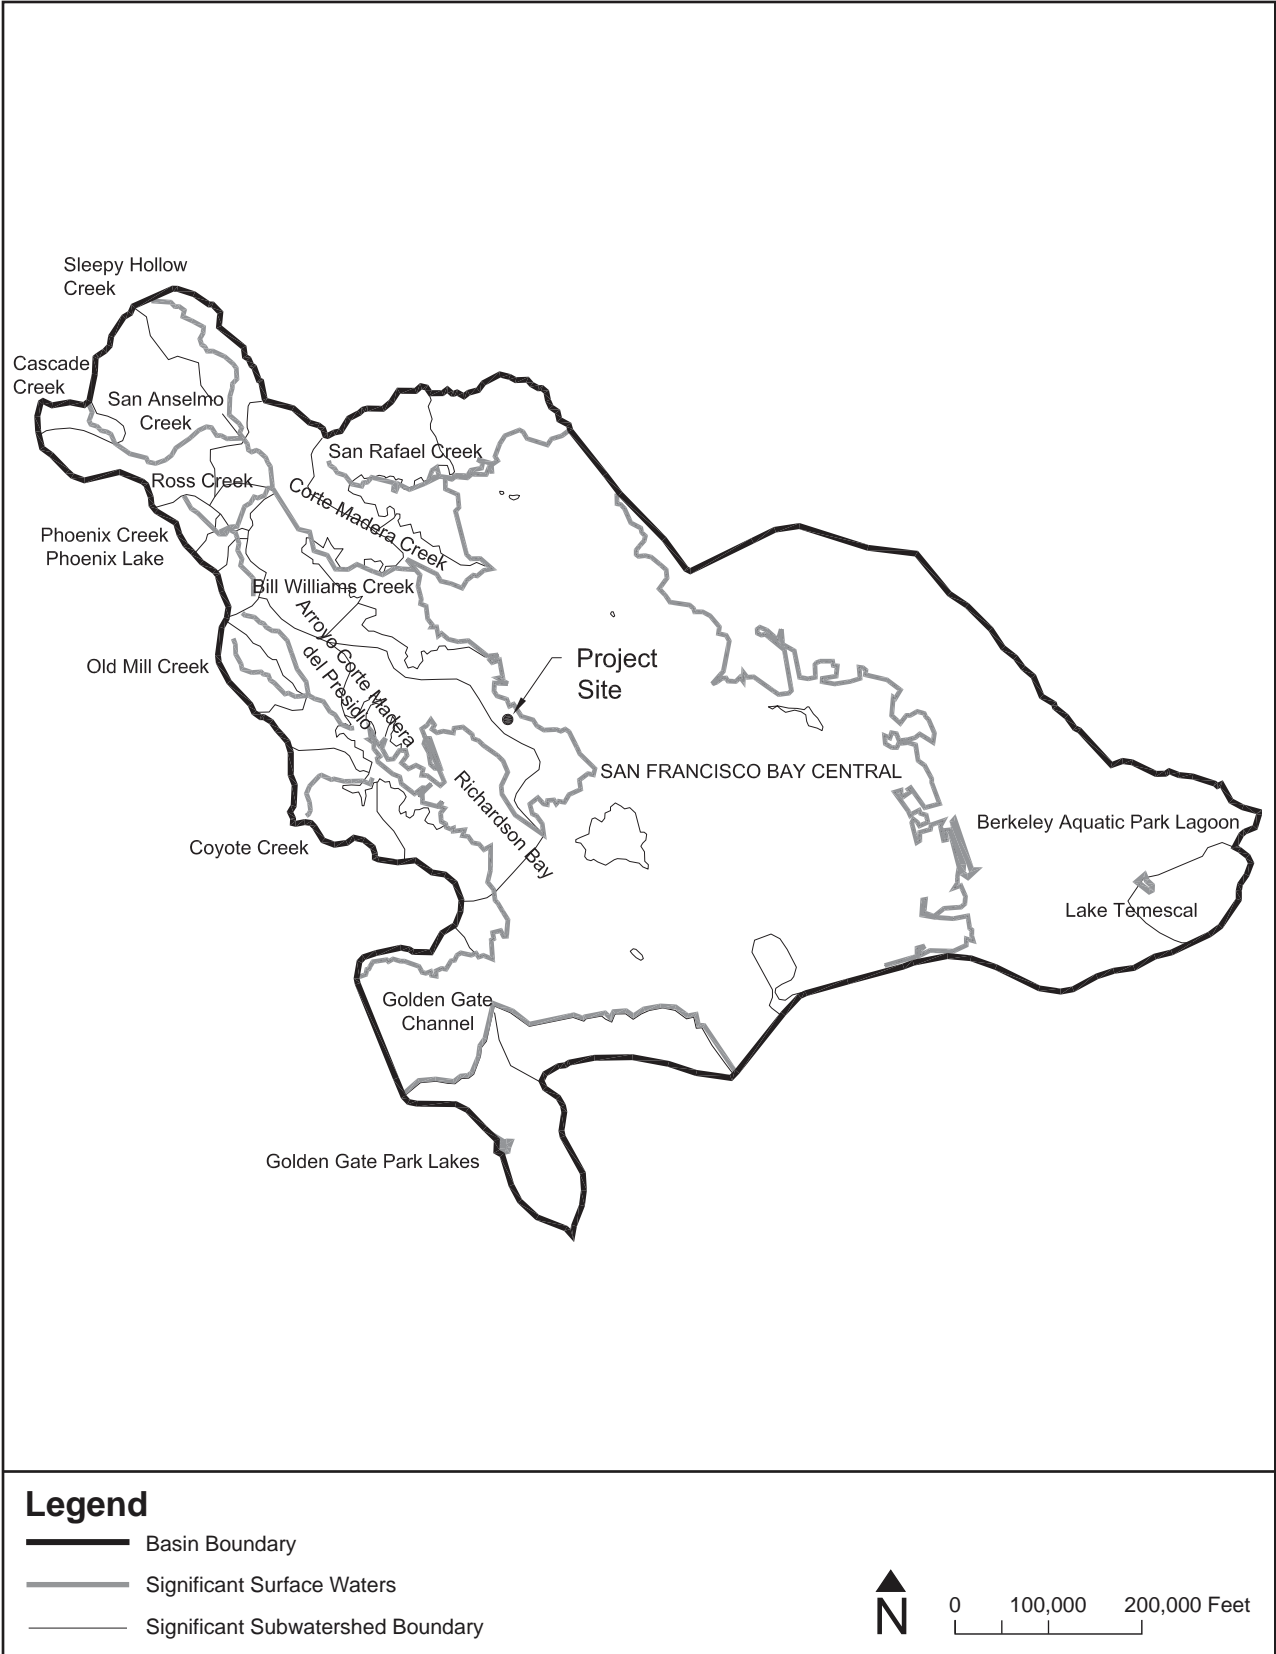 Sleepy Hollow
Creek
Cascade
Creek
San Anselmo
Creek
San Rafael Creek
Ross Creek
Corte Madera Creek
Phoenix Creek
Phoenix Lake
Bill Williams Creek
Arroyo Corte Madera
del Presidio
Old Mill Creek
Project
Site
SAN FRANCISCO BAY CENTRAL
Richardson Bay
Berkeley Aquatic Park Lagoon
Coyote Creek
Lake Temescal
Golden Gate
Channel
Golden Gate Park Lakes
Legend
Basin Boundary
Significant Surface Waters
Significant Subwatershed Boundary
N
0 100,000 200,000 Feet